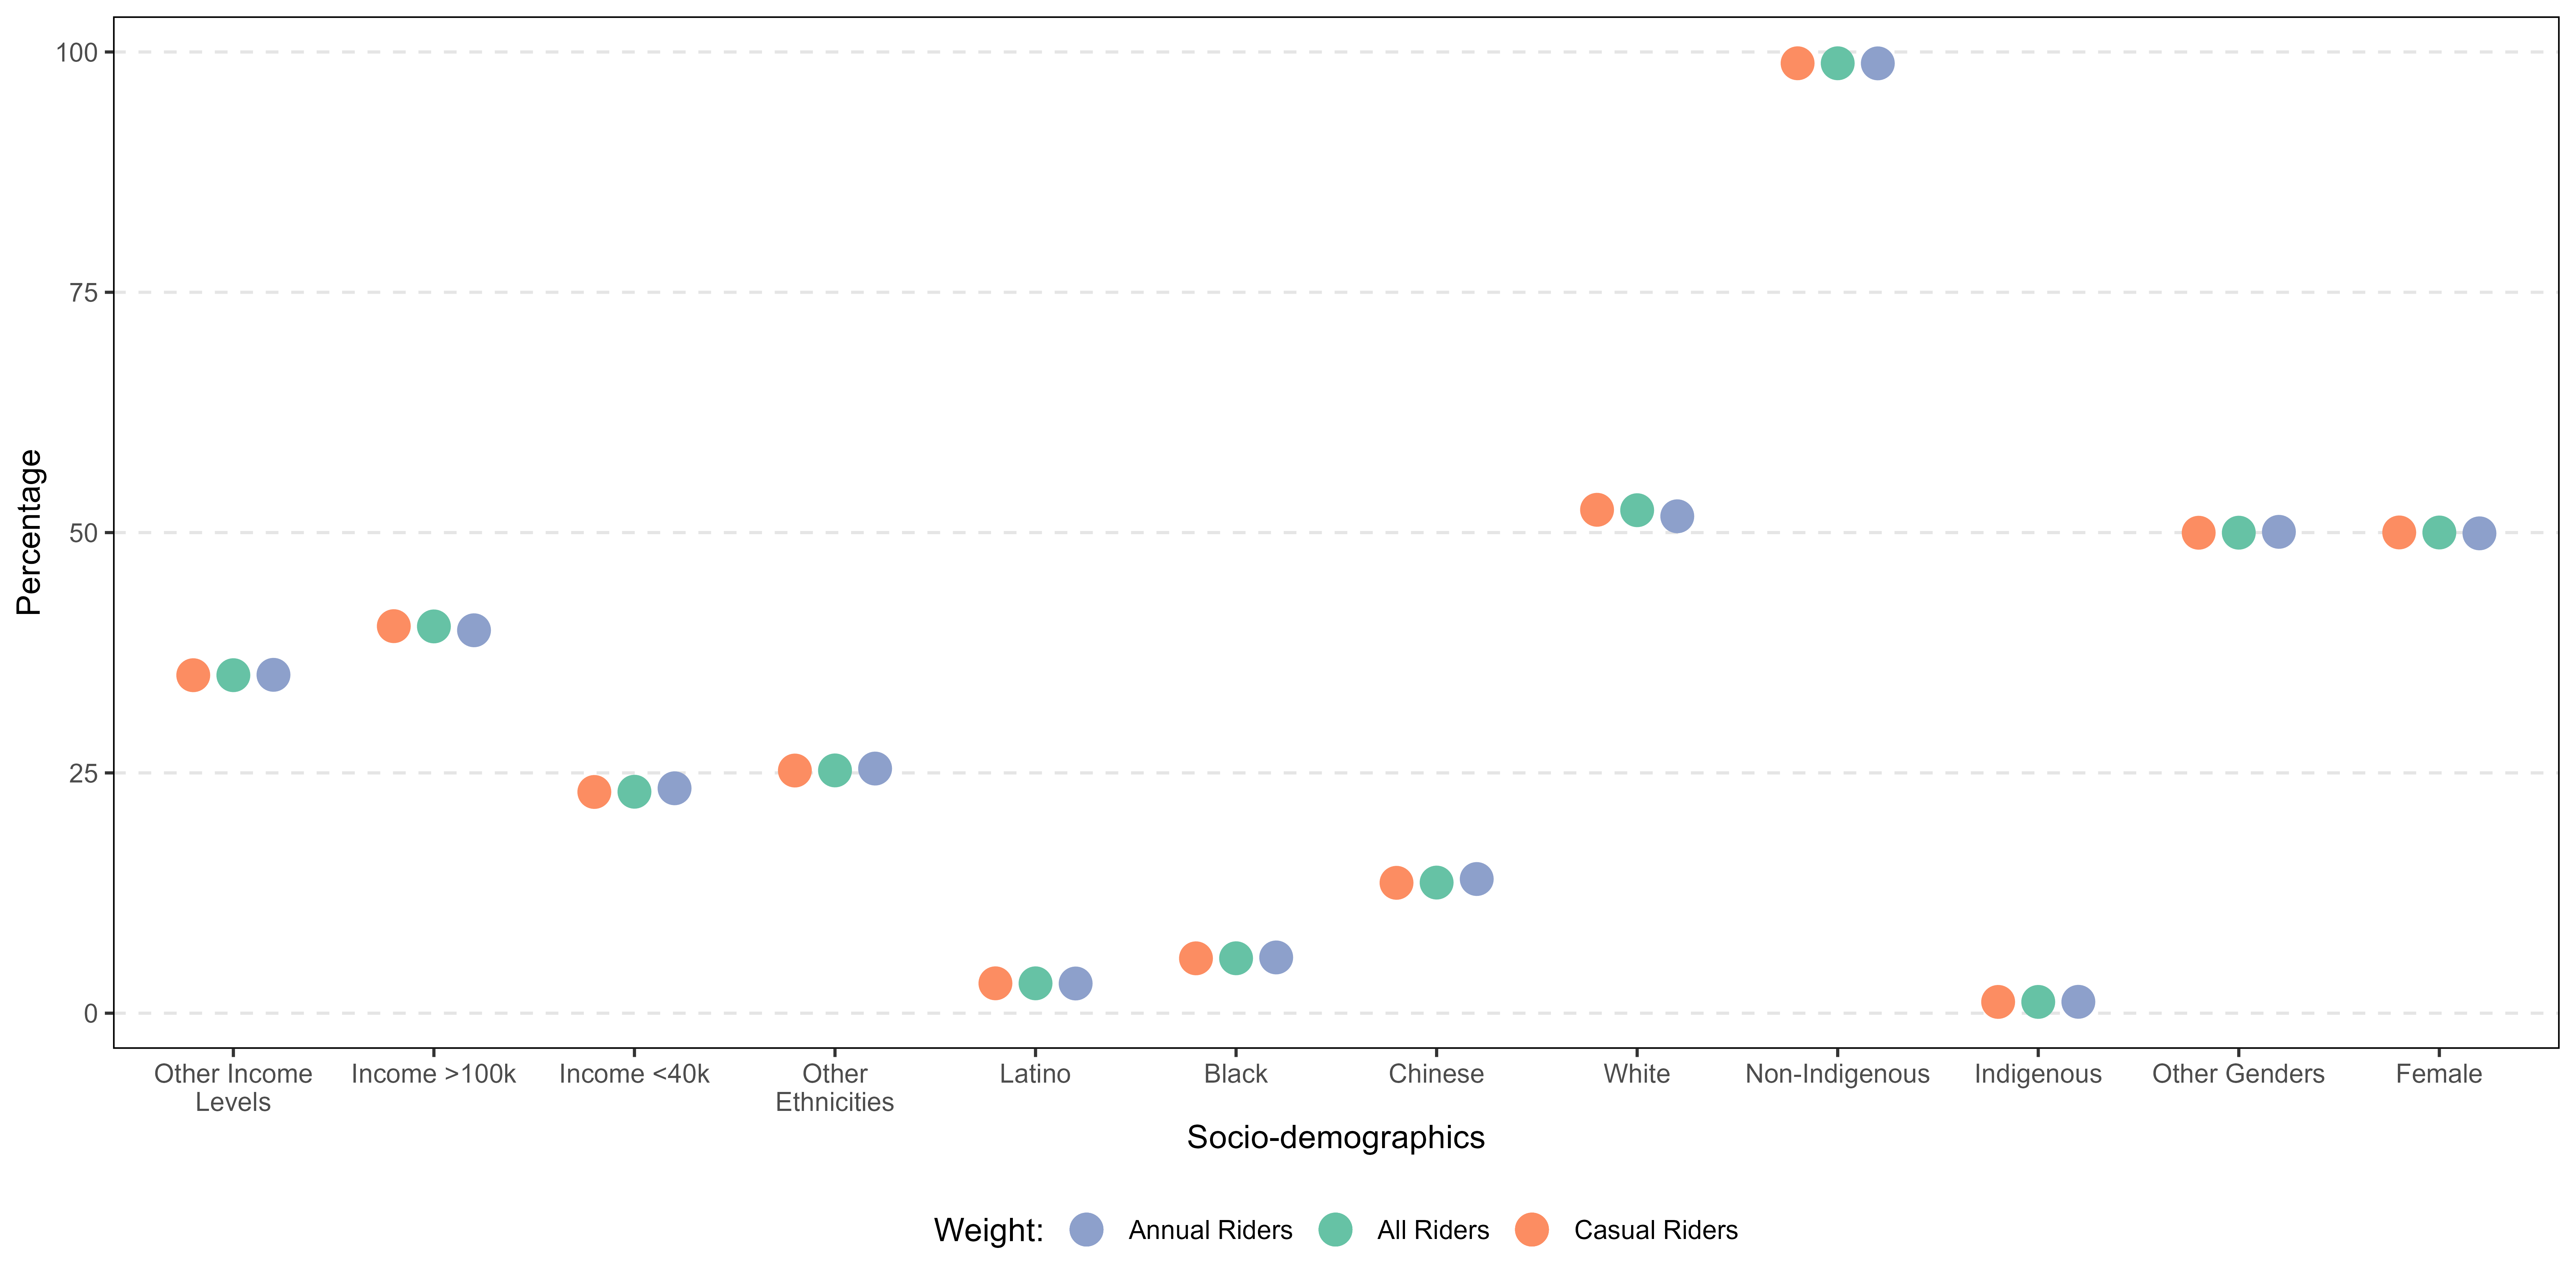 100
75
50
25
0
Percentage
Other Income
Levels
Income >100k
Income <40k
Other
Ethnicities
Latino
Black
Chinese
White
Non-Indigenous
Indigenous
Other Genders
Female
Socio-demographics
Weight:
Annual Riders
All Riders
Casual Riders